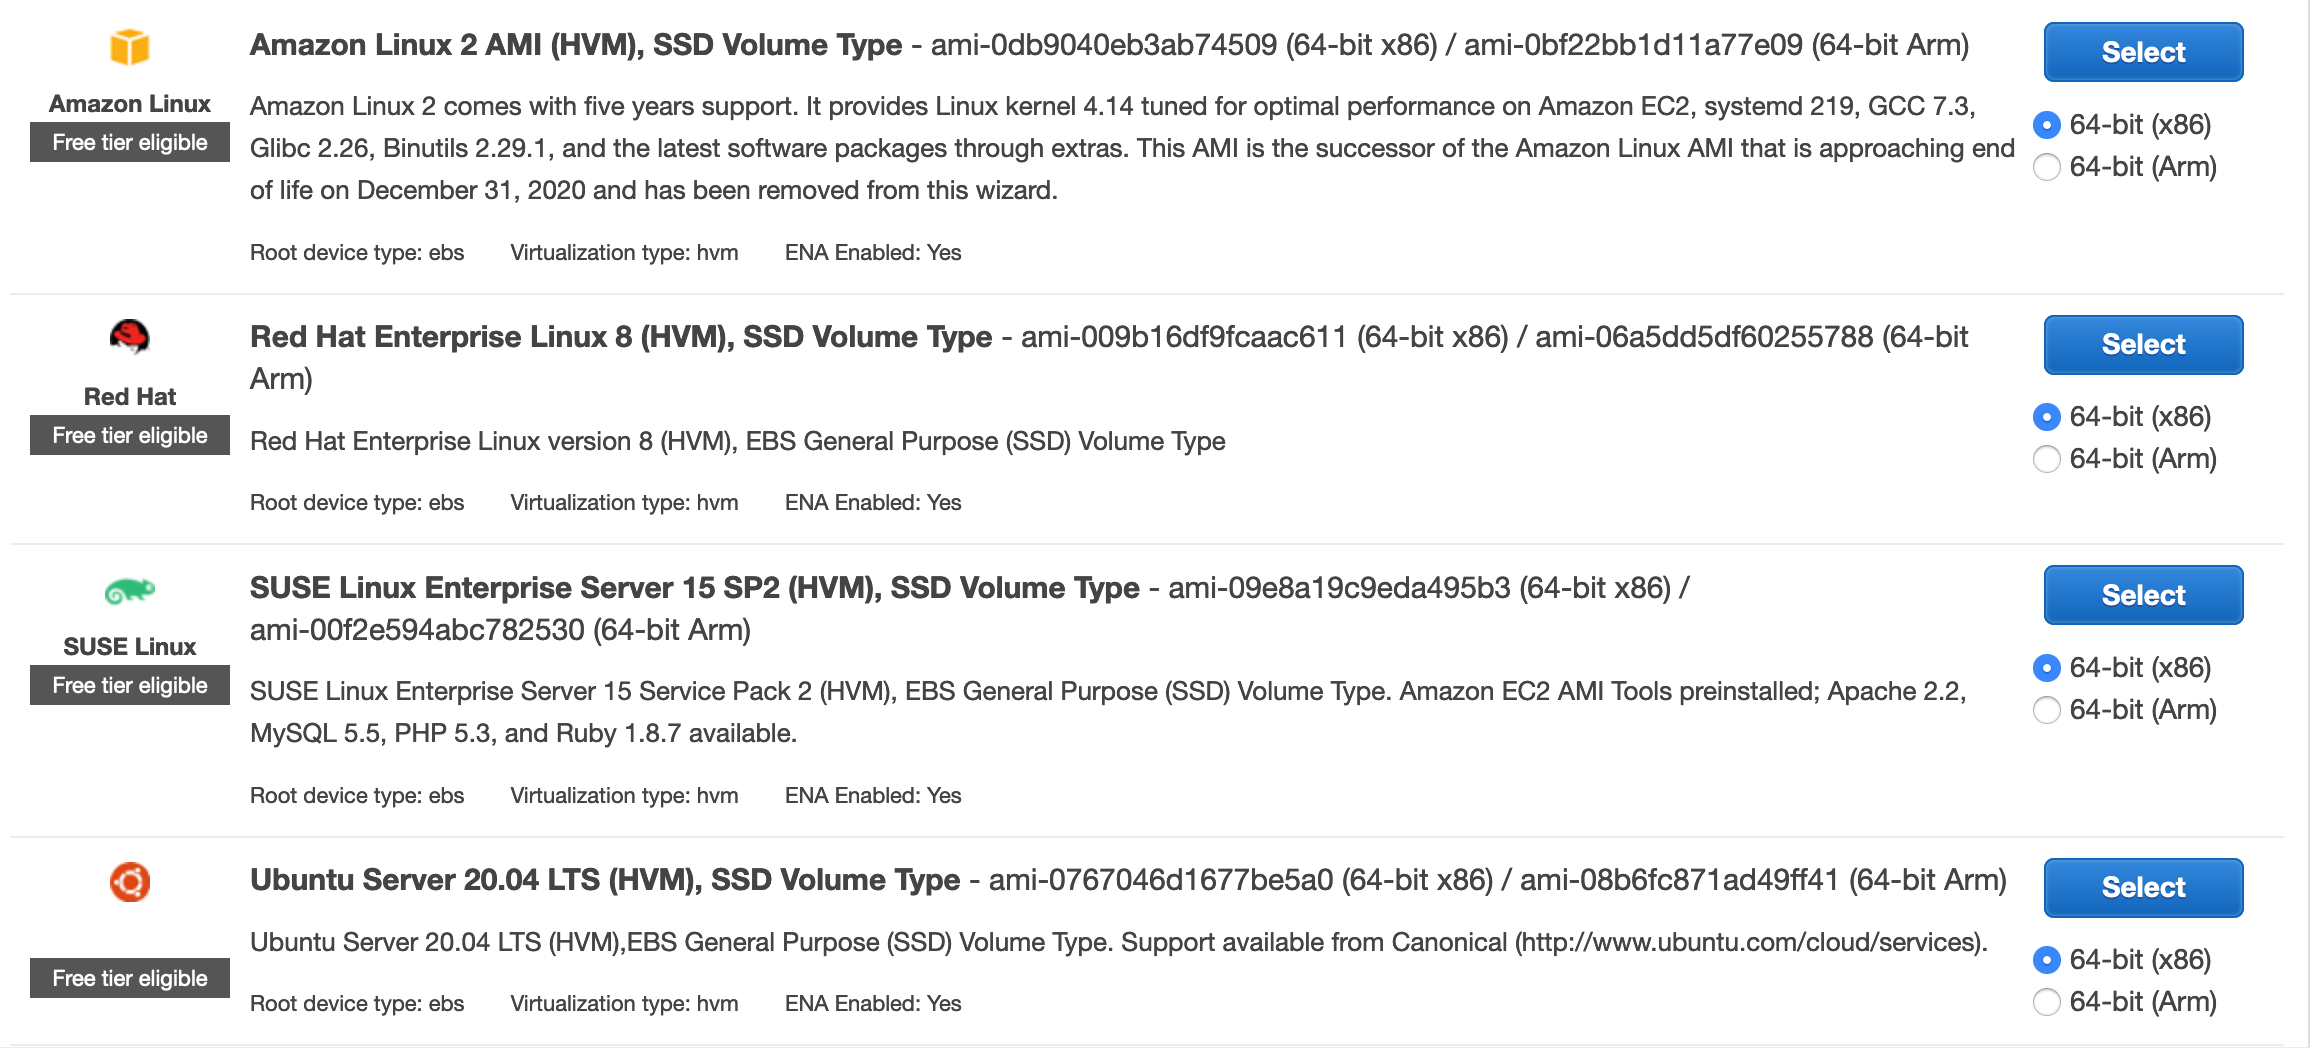 Amazon Linux 2 AMI (HVM), SSD Volume Type - ami-0db9040eb3ab74509 (64-bit x86) / ami-0bf22bb1d11a77e09 (64-bit Arm)
Select
Amazon Linux
Free tier eligible
Amazon Linux 2 comes with five years support. It provides Linux kernel 4.14 tuned for optimal performance on Amazon EC2, systemd 219, GCC 7.3,
Glibc 2.26, Binutils 2.29.1, and the latest software packages through extras. This AMI is the successor of the Amazon Linux AMI that is approaching end
of life on December 31, 2020 and has been removed from this wizard.
64-bit (x86)
64-bit (Arm)
Root device type: ebs Virtualization type: hvm ENA Enabled: Yes
Red Hat Enterprise Linux 8 (HVM), SSD Volume Type - ami-009b16df9fcaac611 (64-bit x86) / ami-06a5dd5df60255788 (64-bit
Arm)
Select
Red Hat
Free tier eligible
Red Hat Enterprise Linux version 8 (HVM), EBS General Purpose (SSD) Volume Type
64-bit (x86)
64-bit (Arm)
Root device type: ebs Virtualization type: hvm ENA Enabled: Yes
SUSE Linux Enterprise Server 15 SP2 (HVM), SSD Volume Type - ami-09e8a19c9eda495b3 (64-bit x86) /
ami-00f2e594abc782530 (64-bit Arm)
Select
SUSE Linux
Free tier eligible
SUSE Linux Enterprise Server 15 Service Pack 2 (HVM), EBS General Purpose (SSD) Volume Type. Amazon EC2 AMI Tools preinstalled; Apache 2.2,
MySQL 5.5, PHP 5.3, and Ruby 1.8.7 available.
64-bit (x86)
64-bit (Arm)
Root device type: ebs Virtualization type: hvm ENA Enabled: Yes
Ubuntu Server 20.04 LTS (HVM), SSD Volume Type - ami-0767046d1677be5a0 (64-bit x86) / ami-08b6fc871ad49ff41 (64-bit Arm)
Select
Free tier eligible
Ubuntu Server 20.04 LTS (HVM),EBS General Purpose (SSD) Volume Type. Support available from Canonical (http://www.ubuntu.com/cloud/services).
64-bit (x86)
64-bit (Arm)
Root device type: ebs Virtualization type: hvm ENA Enabled: Yes